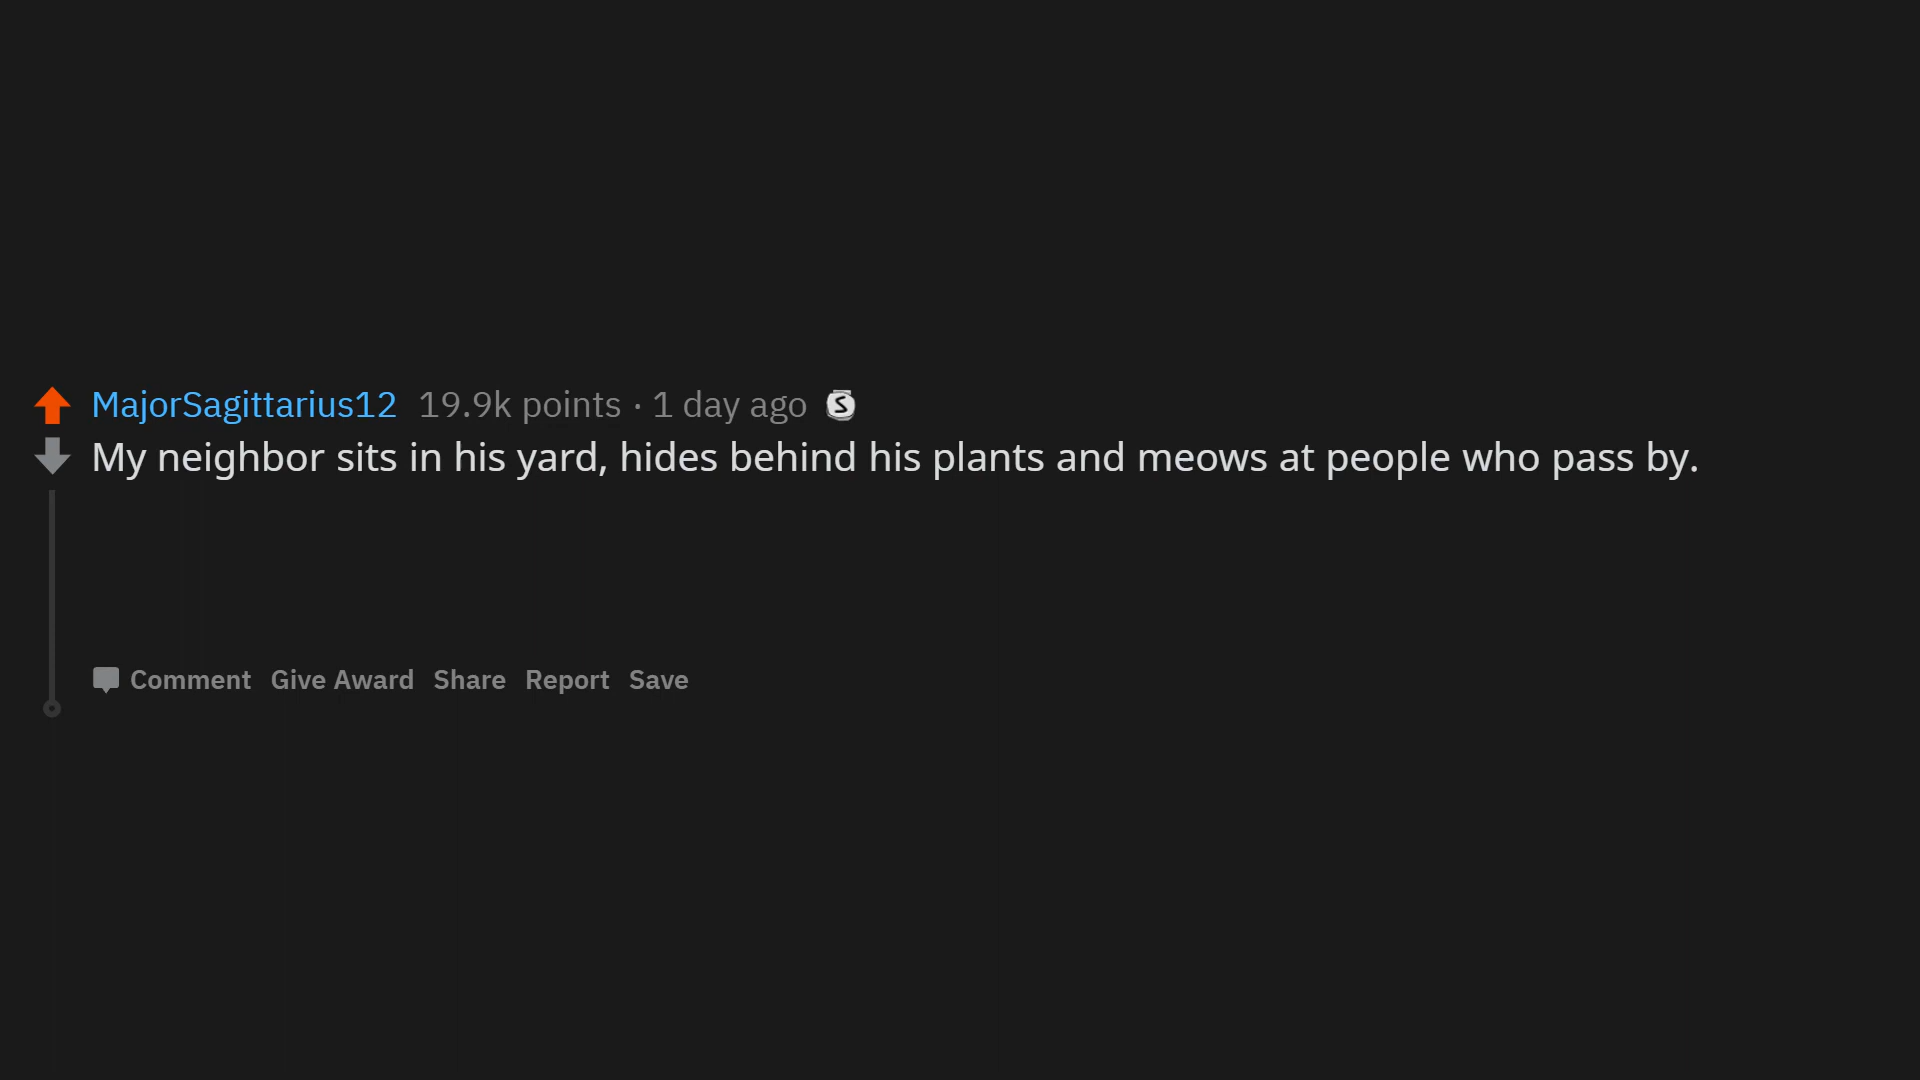 MajorSagittarius12 19.9k points · 1 day ago S
My neighbor sits in his yard, hides behind his plants and meows at people who pass by.
Comment Give Award Share Report Save